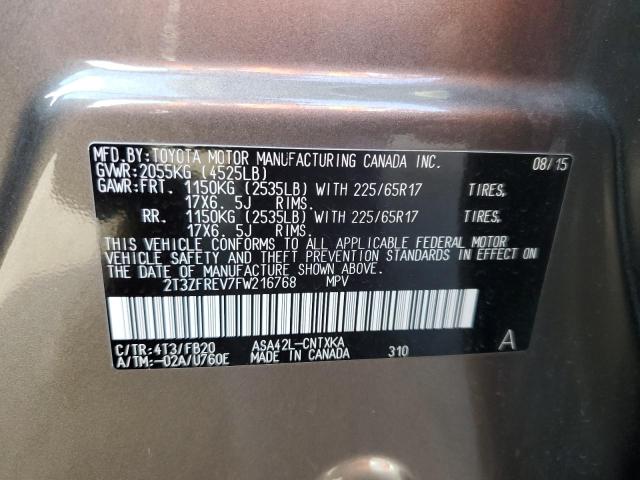 MFD.BY:TOYOTA MOTOR MANUFACTURING CANADA INC. 08/15
GVWR:2055KG (4525LB)
GAWR:FRT. 1150KG (2535LB) WITH 225/65R17 TIRES,
17X6. 5J RIMS.
RR. 1150KG (2535LB) WITH 225/65R17 TIRES,
17X6. 5J RIMS.
THIS VEHICLE CONFORMS TO ALL APPLICABLE FEDERAL MOTOR
VEHICLE SAFETY AND THEFT PREVENTION STANDARDS IN EFFECT ON
THE DATE OF MANUFACTURE SHOWN ABOVE.
2T3ZFREV7FW216768 MPV
C/TR:4T3/FB20 ASA42L-CNTXKA 310 A
A/TM:-02A/U760E MADE IN CANADA